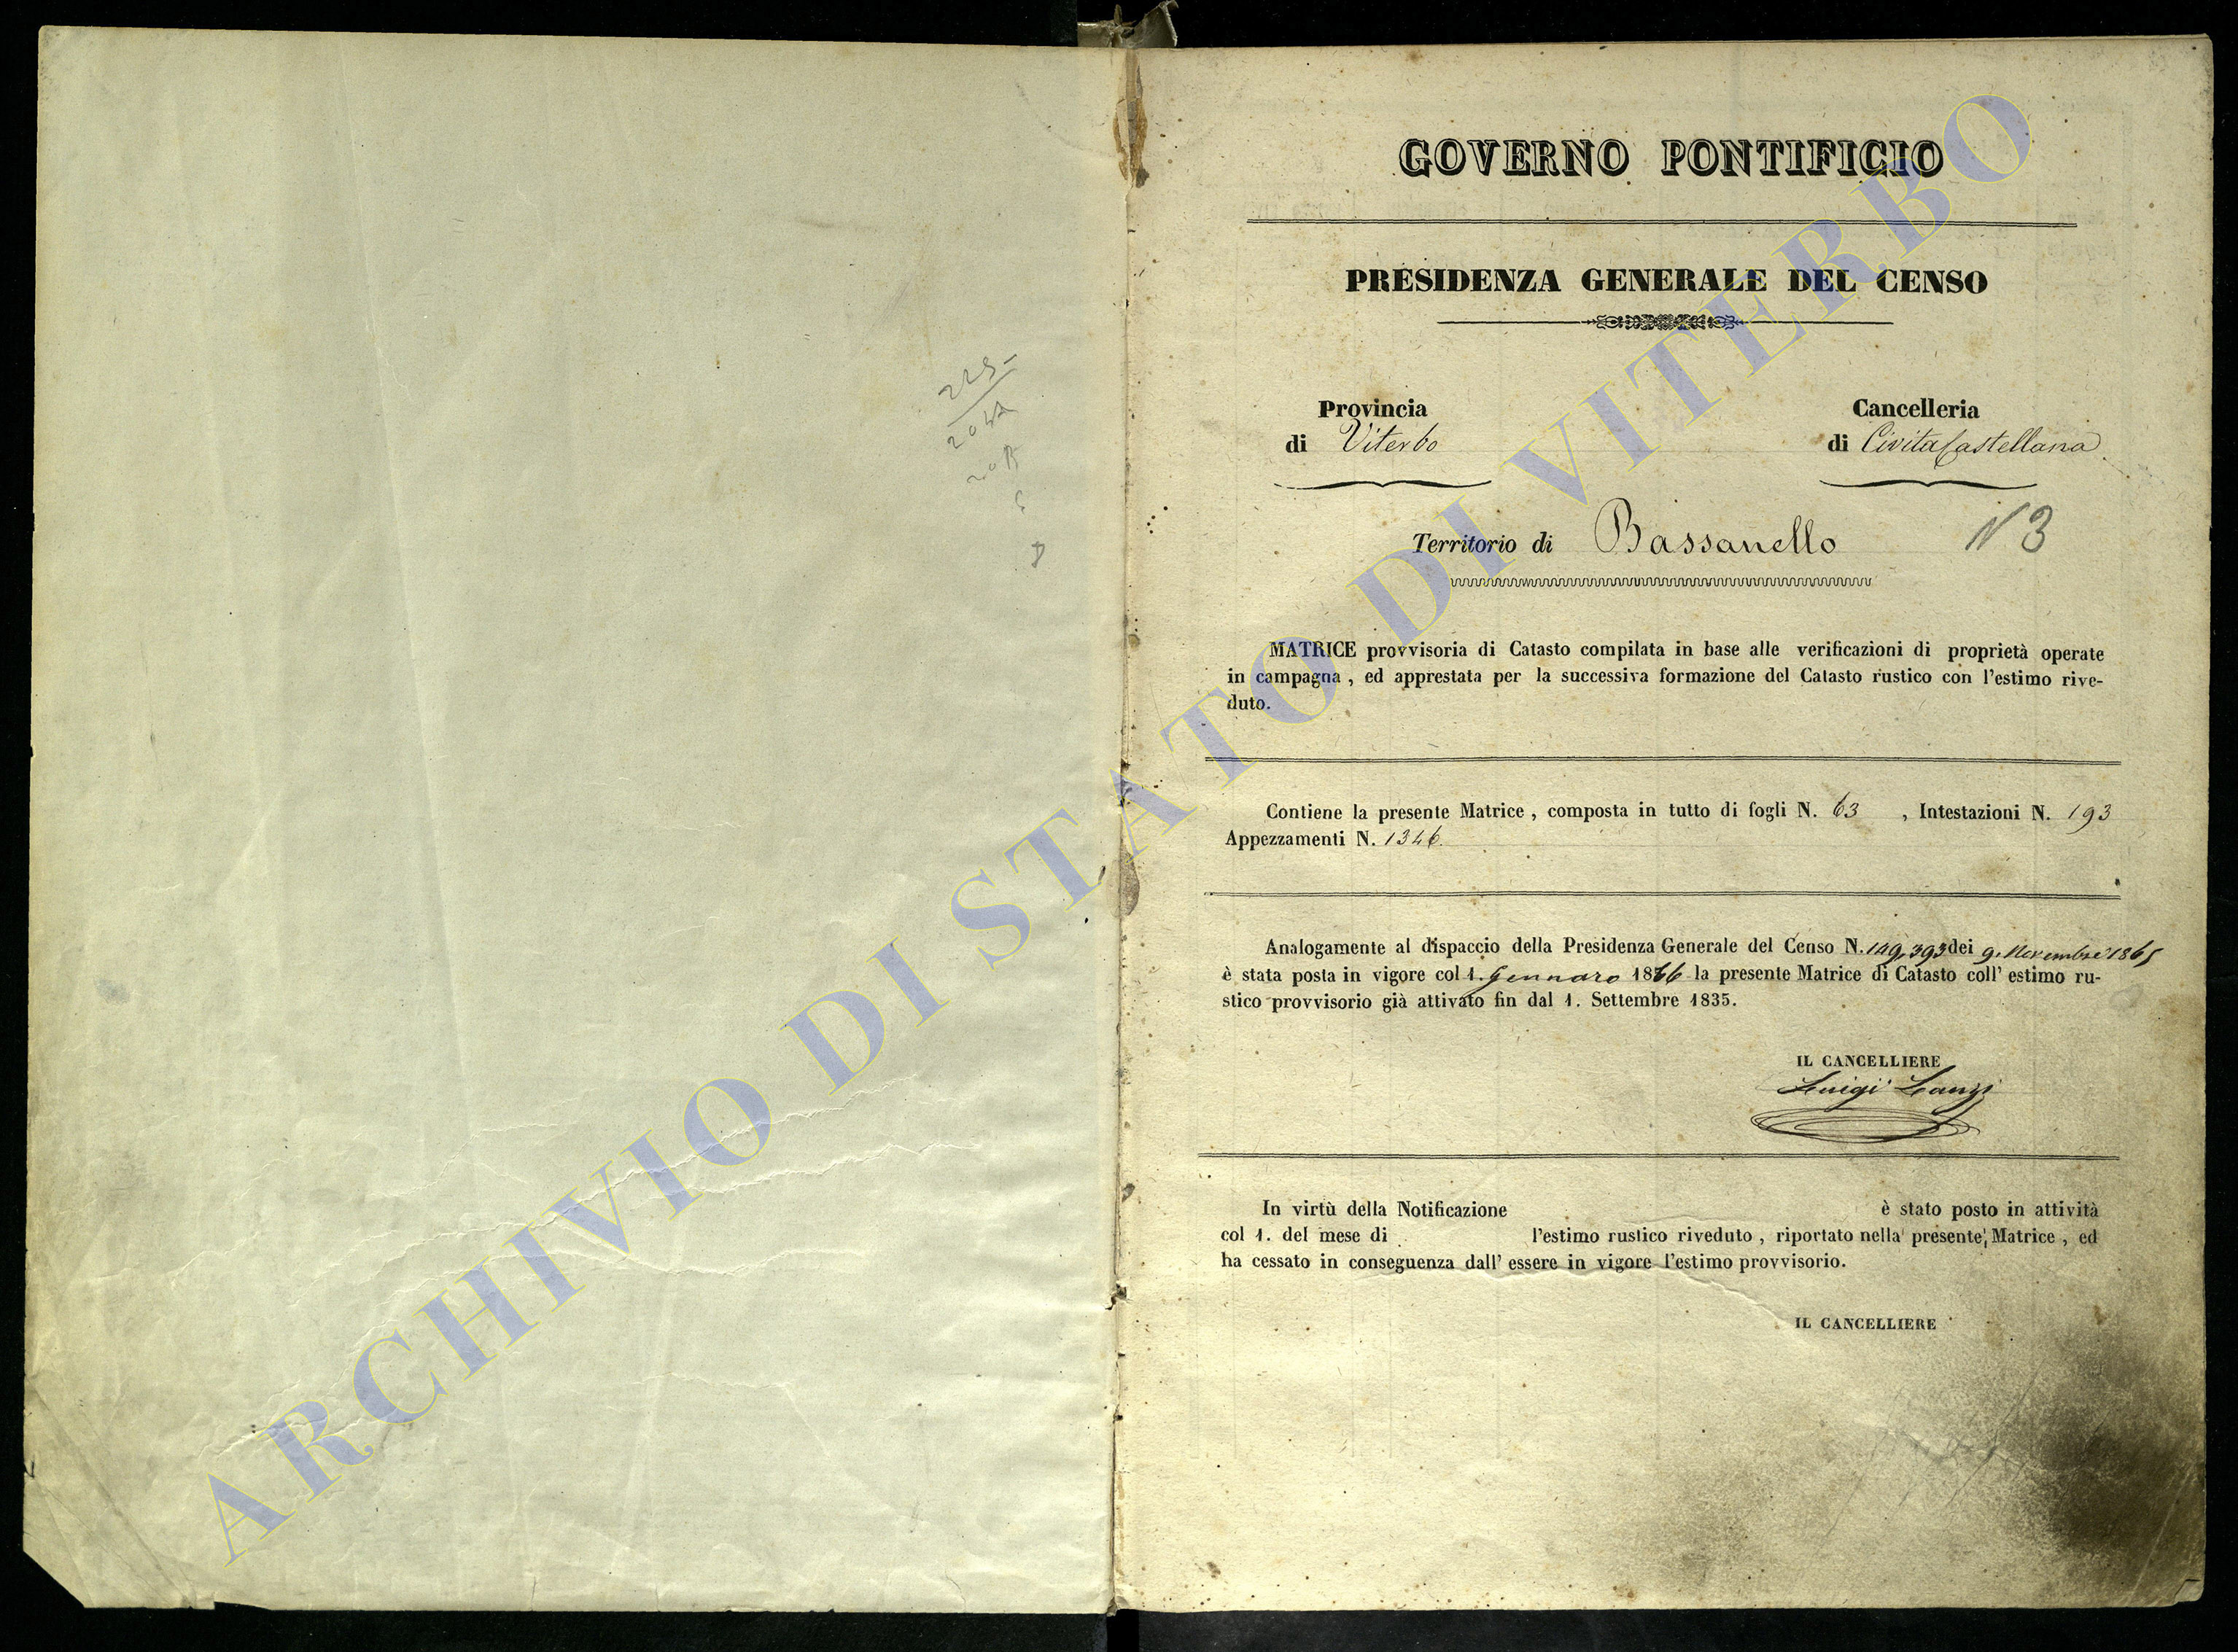 225
204A
20B
C
D
GOVERNO PONTIFICIO
PRESIDENZA GENERALE DEL CENSO
Provincia
di Viterbo
Cancelleria
di CivitaCastellana
Territorio di Bassanello
N 3
MATRICE provvisoria di Catasto compilata in base alle verificazioni di proprietà operate
in campagna , ed apprestata per la successiva formazione del Catasto rustico con l'estimo rive-
duto.
Contiene la presente Matrice , composta in tutto di fogli N. 63 , Intestazioni N. 193
Appezzamenti N. 1346.
Analogamente al dispaccio della Presidenza Generale del Censo N. 149,393 dei 9. Novembre 1865
è stata posta in vigore col 1. Gennaro 1866 la presente Matrice di Catasto coll' estimo ru-
stico provvisorio già attivato fin dal 1. Settembre 1835.
IL CANCELLIERE
Luigi Lanzi
In virtù della Notificazione è stato posto in attività
col 1. del mese di l'estimo rustico riveduto , riportato nella presente Matrice , ed
ha cessato in conseguenza dall' essere in vigore l'estimo provvisorio.
IL CANCELLIERE
ARCHIVIO DI STATO DI VITERBO